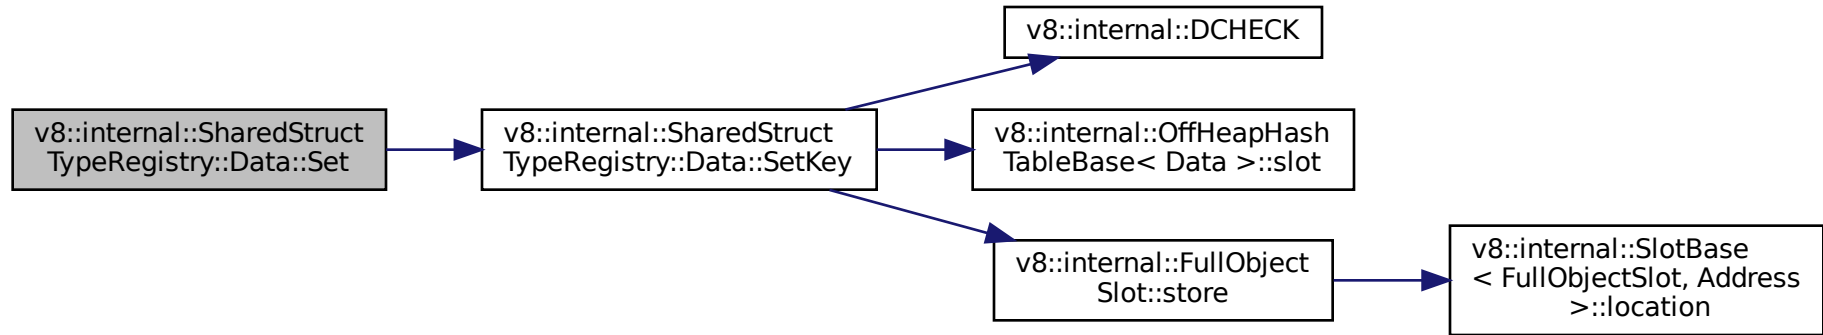 v8::internal::SharedStruct
TypeRegistry::Data::Set
v8::internal::SharedStruct
TypeRegistry::Data::SetKey
v8::internal::DCHECK
v8::internal::OffHeapHash
TableBase< Data >::slot
v8::internal::FullObject
Slot::store
v8::internal::SlotBase
< FullObjectSlot, Address
>::location